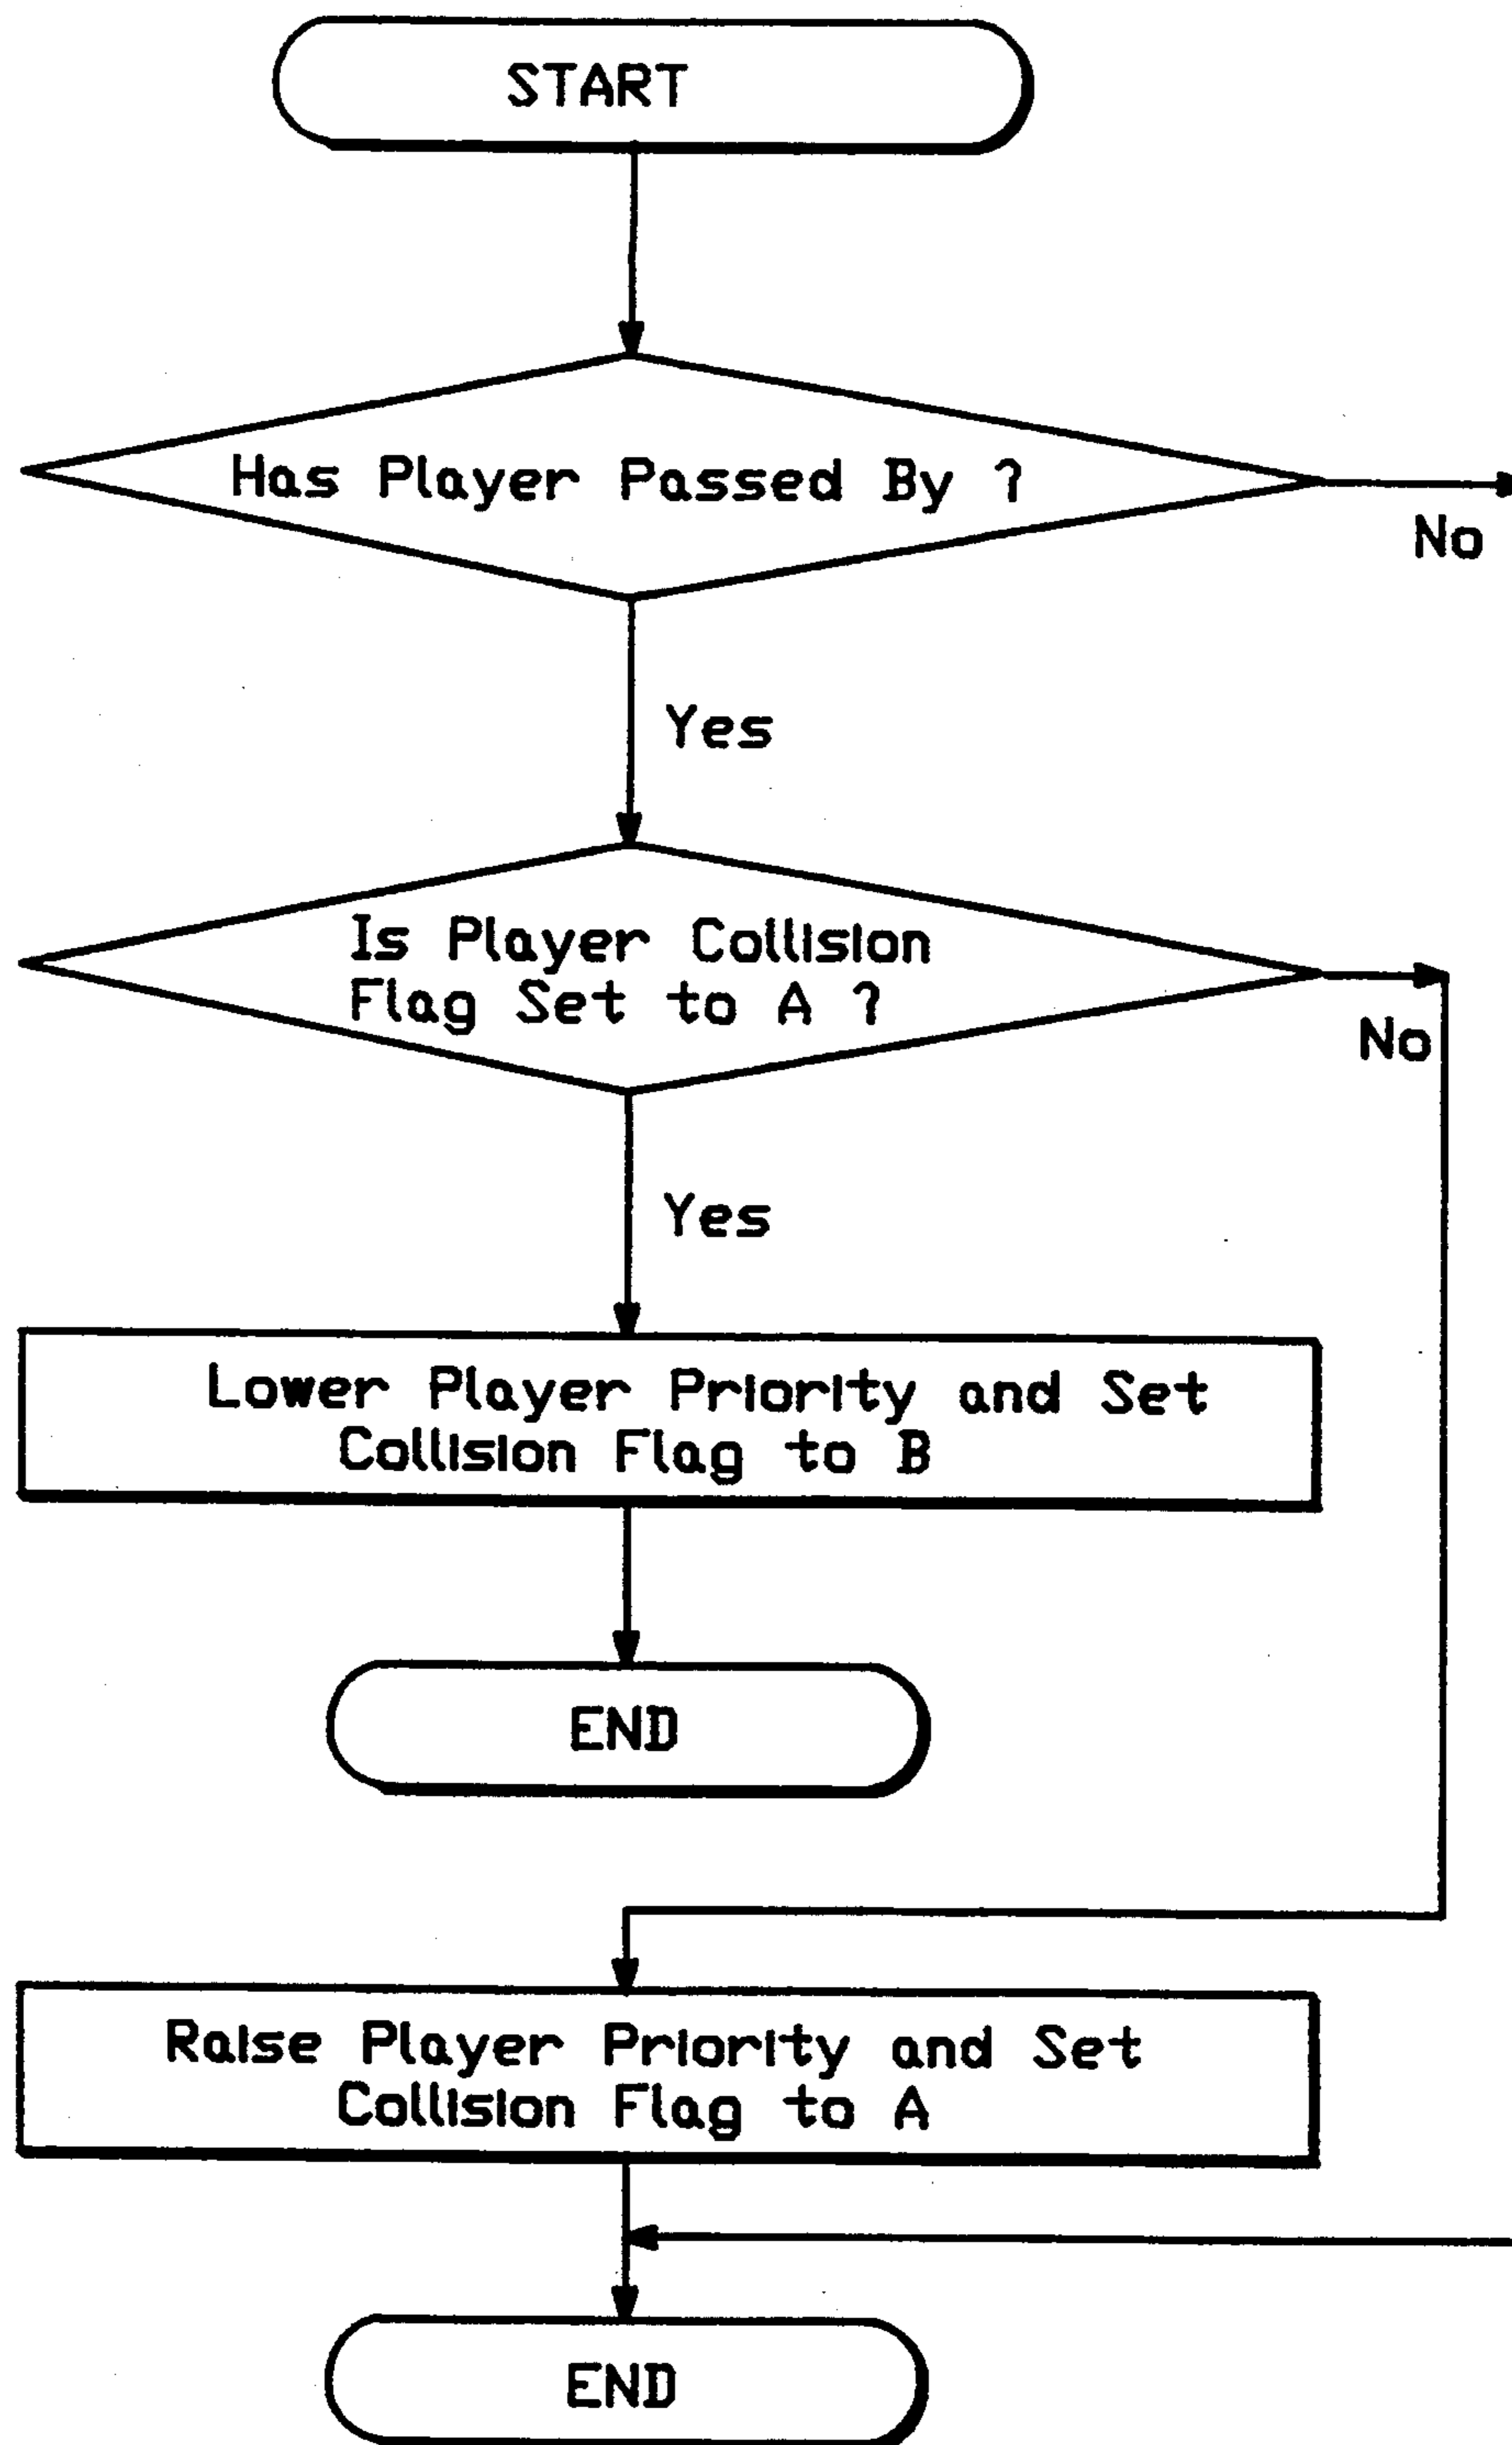 START
Has Player Passed By ?
No
Yes
Is Player Collision
Flag Set to A ?
No
Yes
Lower Player Priority and Set
Collision Flag to B
END
Raise Player Priority and Set
Collision Flag to A
END